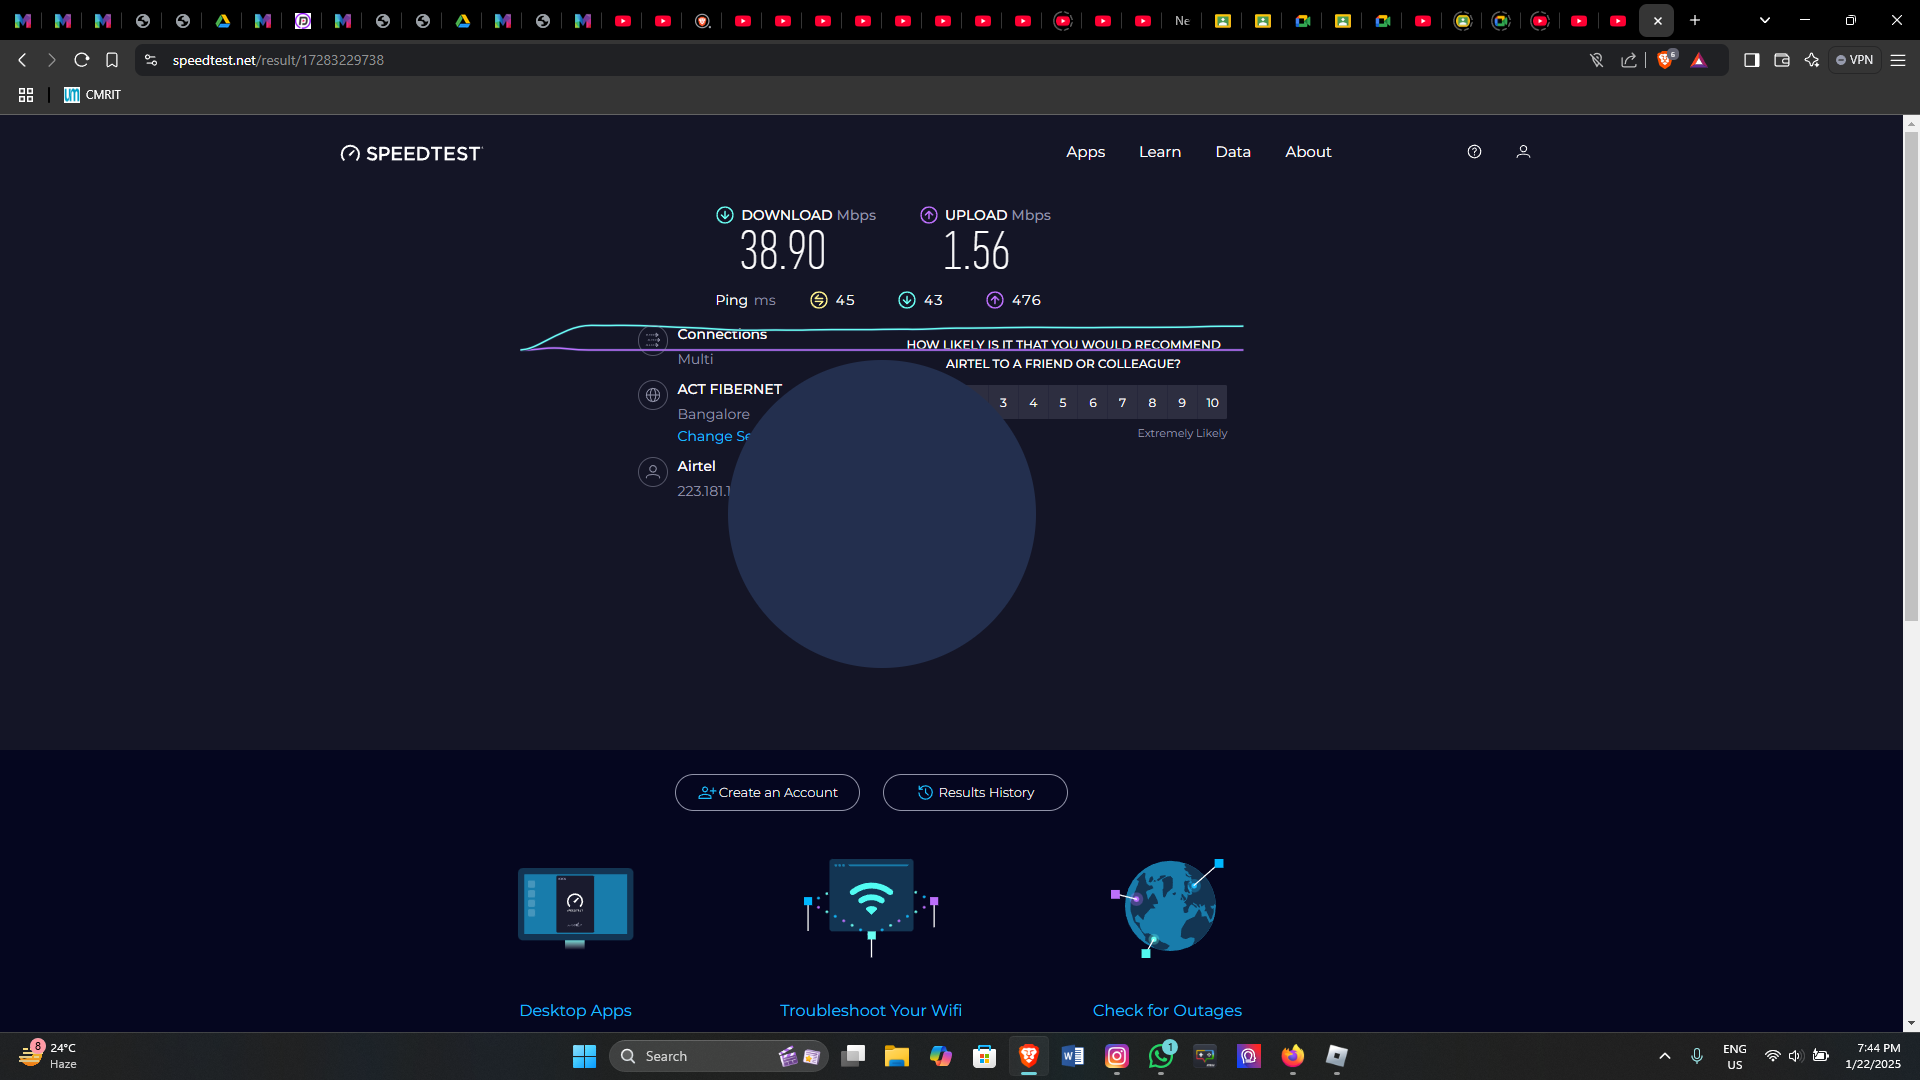 Ne
speedtest.net/result/17283229738
6
VPN
CMRIT
SPEEDTEST
Apps Learn Data About
DOWNLOAD Mbps
38.90
UPLOAD Mbps
1.56
Ping ms 45 43 476
Connections
Multi
ACT FIBERNET
Bangalore
Change Se
Airtel
223.181.1
HOW LIKELY IS IT THAT YOU WOULD RECOMMEND
AIRTEL TO A FRIEND OR COLLEAGUE?
3 4 5 6 7 8 9 10
Extremely Likely
Create an Account
Results History
Desktop Apps
Troubleshoot Your Wifi
Check for Outages
8
24°C
Haze
Search
1
ENG
US
7:44 PM
1/22/2025